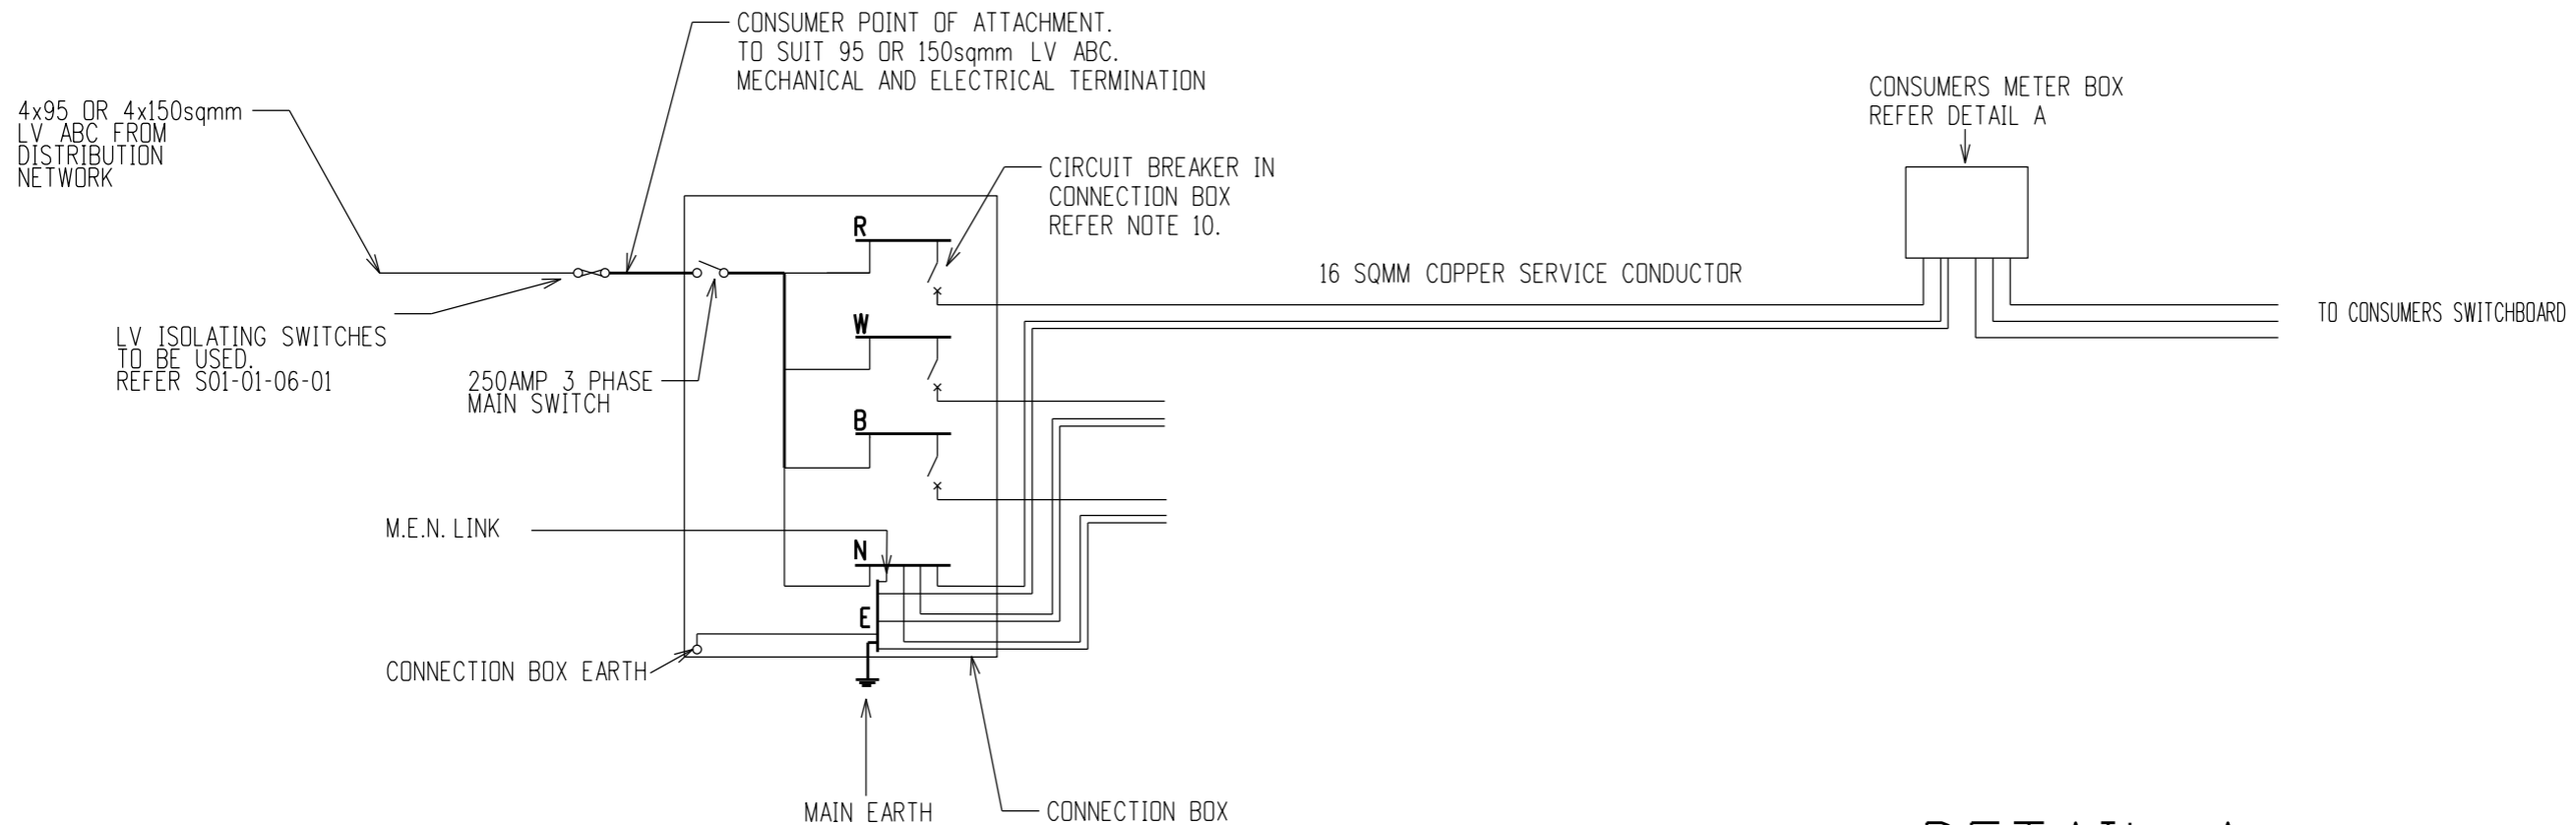 CONSUMER POINT OF ATTACHMENT.
TO SUIT 95 OR 150sqmm LV ABC.
MECHANICAL AND ELECTRICAL TERMINATION
4x95 OR 4x150sqmm
LV ABC FROM
DISTRIBUTION
NETWORK
CONSUMERS METER BOX
REFER DETAIL A
CIRCUIT BREAKER IN
CONNECTION BOX
REFER NOTE 10.
R
16 SQMM COPPER SERVICE CONDUCTOR
TO CONSUMERS SWITCHBOARD
LV ISOLATING SWITCHES
TO BE USED.
REFER S01-01-06-01
W
250AMP 3 PHASE
MAIN SWITCH
B
M.E.N. LINK
N
E
CONNECTION BOX EARTH
MAIN EARTH
CONNECTION BOX